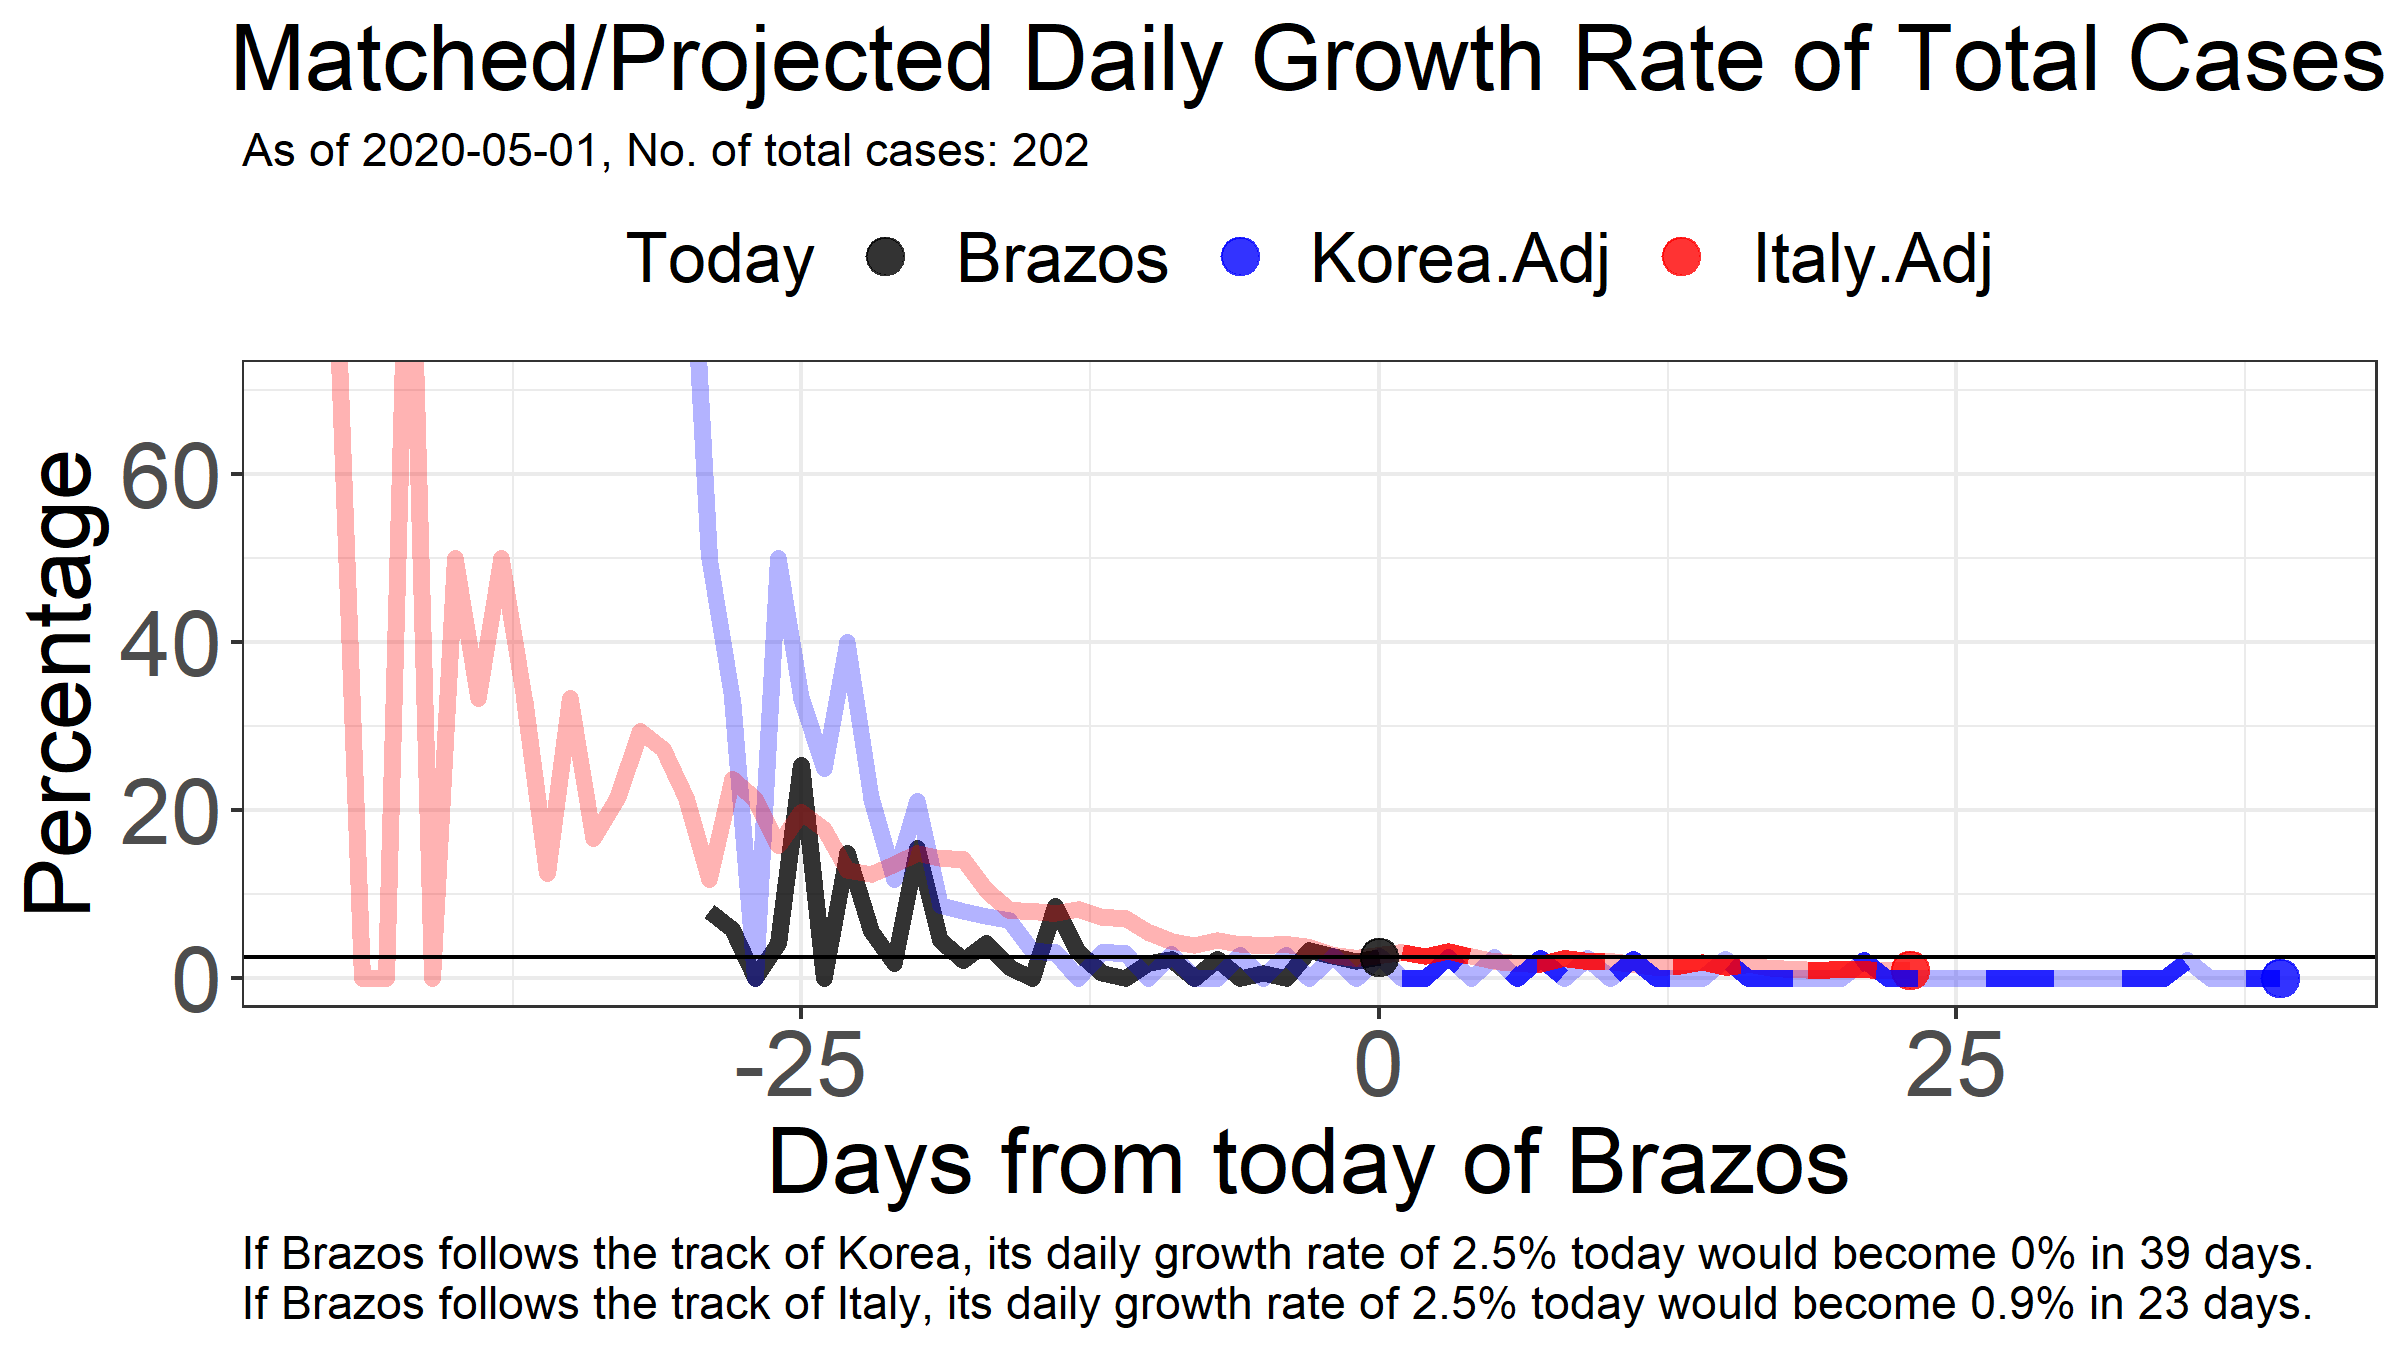 Matched/Projected Daily Growth Rate of Total Cases
As of 2020-05-01, No. of total cases: 202
Today Brazos Korea.Adj Italy.Adj
Percentage
60
40
20
0
-25 0 25
Days from today of Brazos
If Brazos follows the track of Korea, its daily growth rate of 2.5% today would become 0% in 39 days.
If Brazos follows the track of Italy, its daily growth rate of 2.5% today would become 0.9% in 23 days.